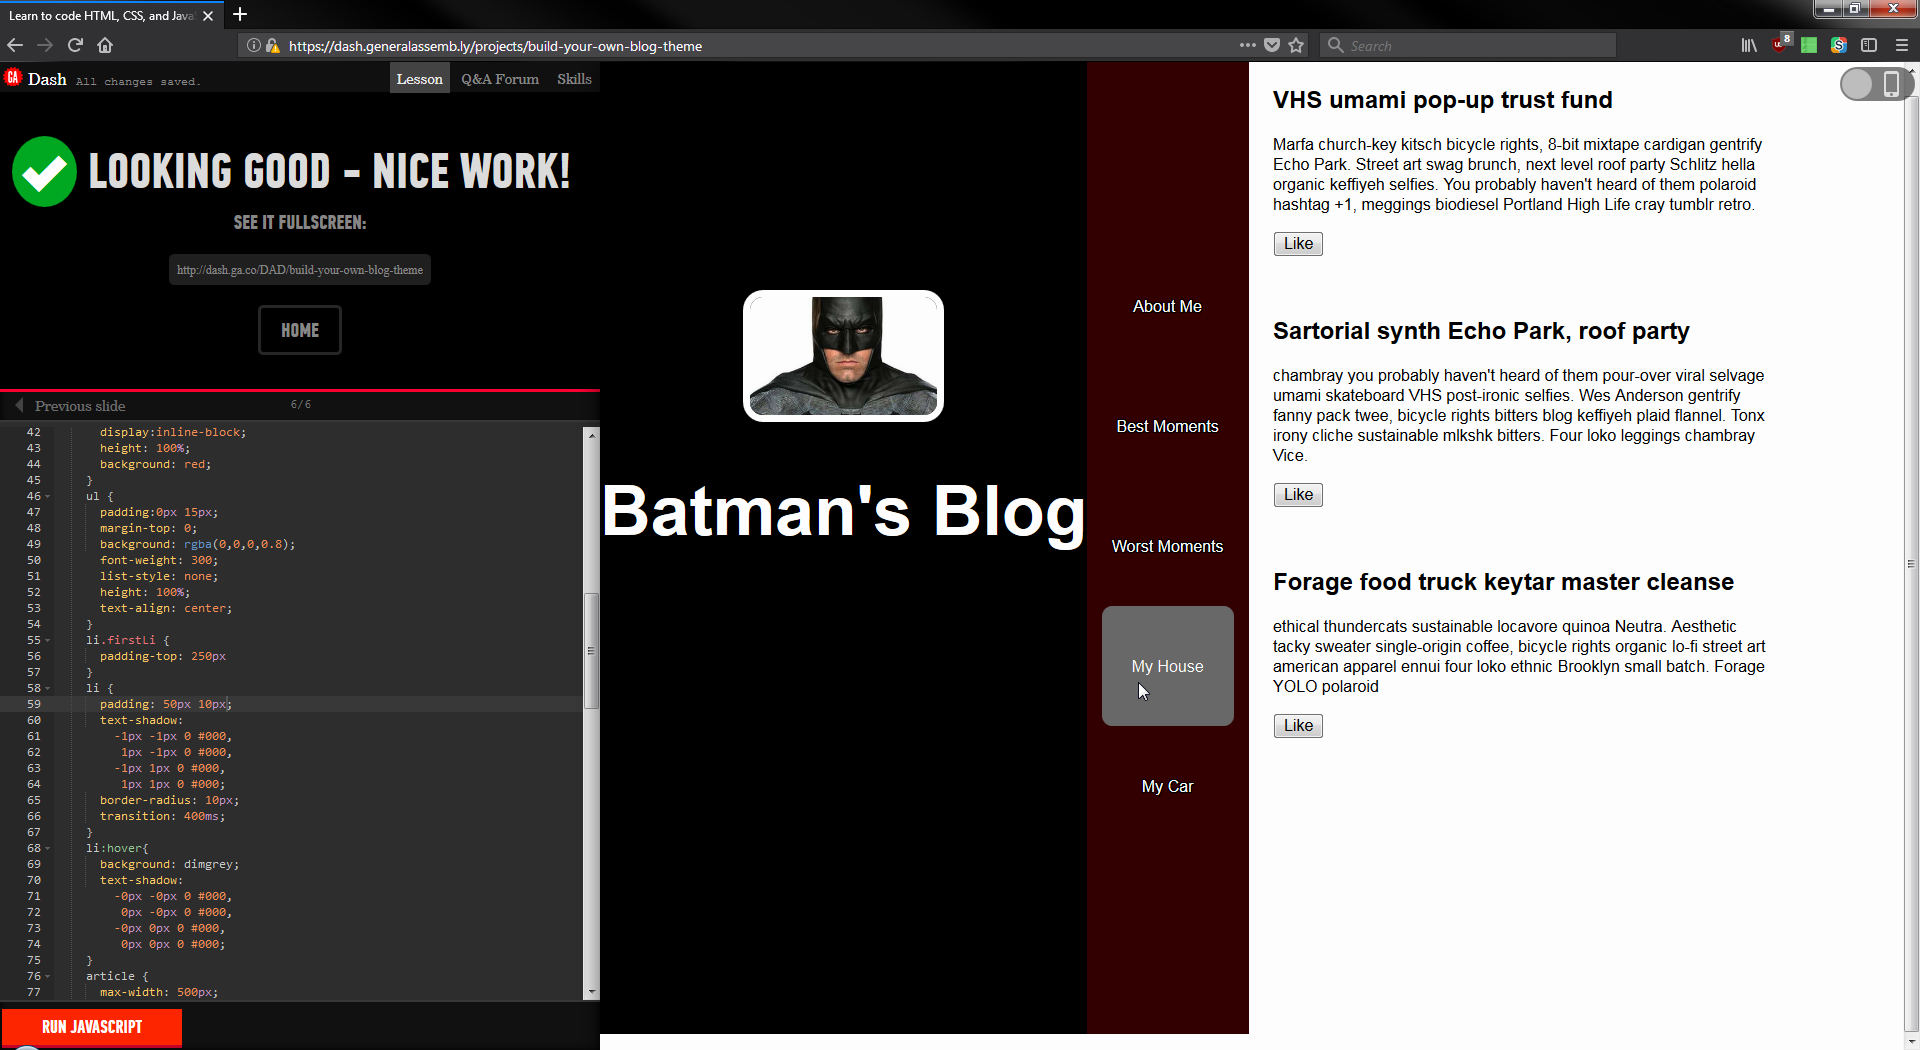 Learn to code HTML, CSS, and Java
https://dash.generalassemb.ly/projects/build-your-own-blog-theme
Search
8
GA
Dash
All changes saved.
Lesson
Q&A Forum
Skills
LOOKING GOOD - NICE WORK!
SEE IT FULLSCREEN:
http://dash.ga.co/DAD/build-your-own-blog-theme
HOME
Previous slide
6/6
42 display:inline-block;
43 height: 100%;
44 background: red;
45 }
46 ul {
47 padding:0px 15px;
48 margin-top: 0;
49 background: rgba(0,0,0,0.8);
50 font-weight: 300;
51 list-style: none;
52 height: 100%;
53 text-align: center;
54 }
55 li.firstLi {
56 padding-top: 250px
57 }
58 li {
59 padding: 50px 10px;
60 text-shadow:
61 -1px -1px 0 #000,
62 1px -1px 0 #000,
63 -1px 1px 0 #000,
64 1px 1px 0 #000;
65 border-radius: 10px;
66 transition: 400ms;
67 }
68 li:hover{
69 background: dimgrey;
70 text-shadow:
71 -0px -0px 0 #000,
72 0px -0px 0 #000,
73 -0px 0px 0 #000,
74 0px 0px 0 #000;
75 }
76 article {
77 max-width: 500px;
RUN JAVASCRIPT
Batman's Blog
About Me
Best Moments
Worst Moments
My House
My Car
VHS umami pop-up trust fund
Marfa church-key kitsch bicycle rights, 8-bit mixtape cardigan gentrify
Echo Park. Street art swag brunch, next level roof party Schlitz hella
organic keffiyeh selfies. You probably haven't heard of them polaroid
hashtag +1, meggings biodiesel Portland High Life cray tumblr retro.
Like
Sartorial synth Echo Park, roof party
chambray you probably haven't heard of them pour-over viral selvage
umami skateboard VHS post-ironic selfies. Wes Anderson gentrify
fanny pack twee, bicycle rights bitters blog keffiyeh plaid flannel. Tonx
irony cliche sustainable mlkshk bitters. Four loko leggings chambray
Vice.
Like
Forage food truck keytar master cleanse
ethical thundercats sustainable locavore quinoa Neutra. Aesthetic
tacky sweater single-origin coffee, bicycle rights organic lo-fi street art
american apparel ennui four loko ethnic Brooklyn small batch. Forage
YOLO polaroid
Like